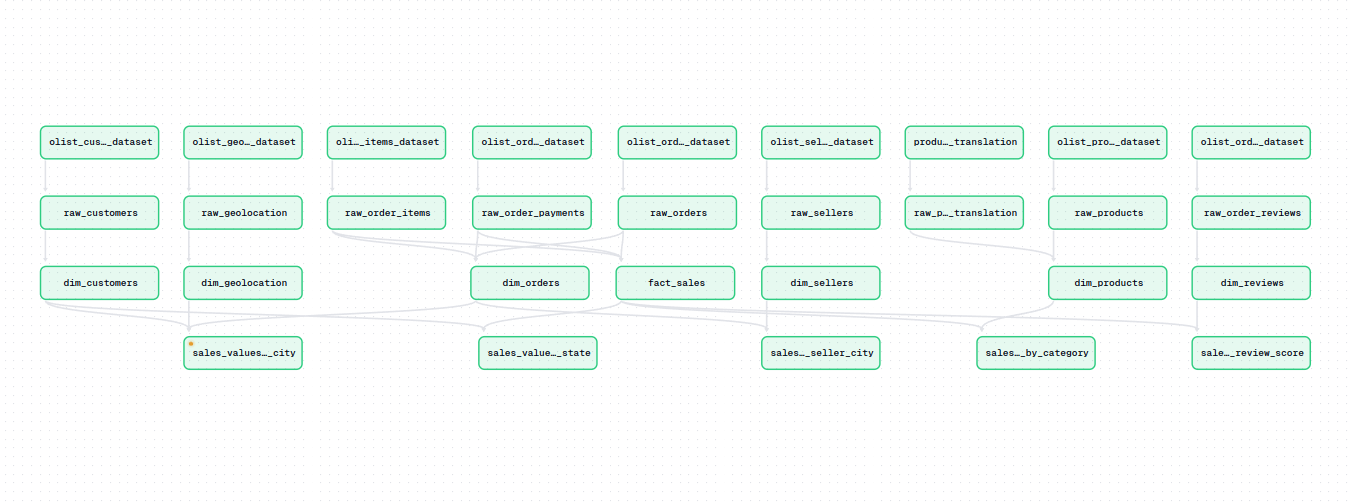 olist_cus…_dataset
olist_geo…_dataset
oli…_items_dataset
olist_ord…_dataset
olist_ord…_dataset
olist_sel…_dataset
produ…_translation
olist_pro…_dataset
olist_ord…_dataset
raw_customers
raw_geolocation
raw_order_items
raw_order_payments
raw_orders
raw_sellers
raw_p…_translation
raw_products
raw_order_reviews
dim_customers
dim_geolocation
dim_orders
fact_sales
dim_sellers
dim_products
dim_reviews
sales_values…_city
sales_value…_state
sales…_seller_city
sales…_by_category
sale…_review_score